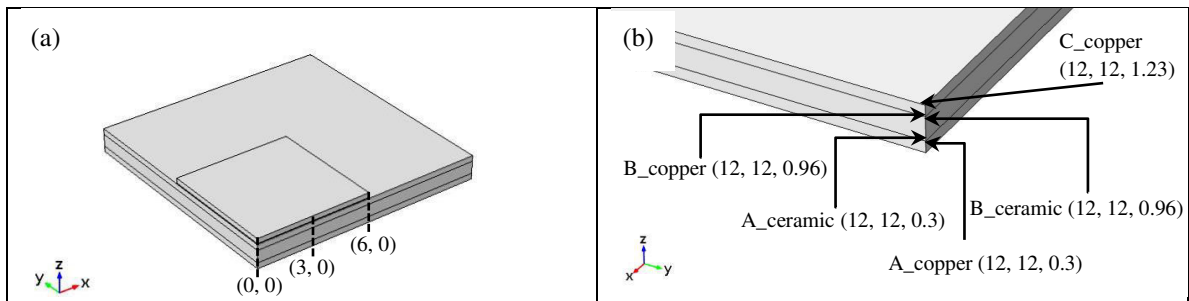 (a)
(0, 0)
(3, 0)
(6, 0)
z
y
x
(b)
C_copper
(12, 12, 1.23)
B_copper (12, 12, 0.96)
A_ceramic (12, 12, 0.3)
B_ceramic (12, 12, 0.96)
A_copper (12, 12, 0.3)
z
x
y